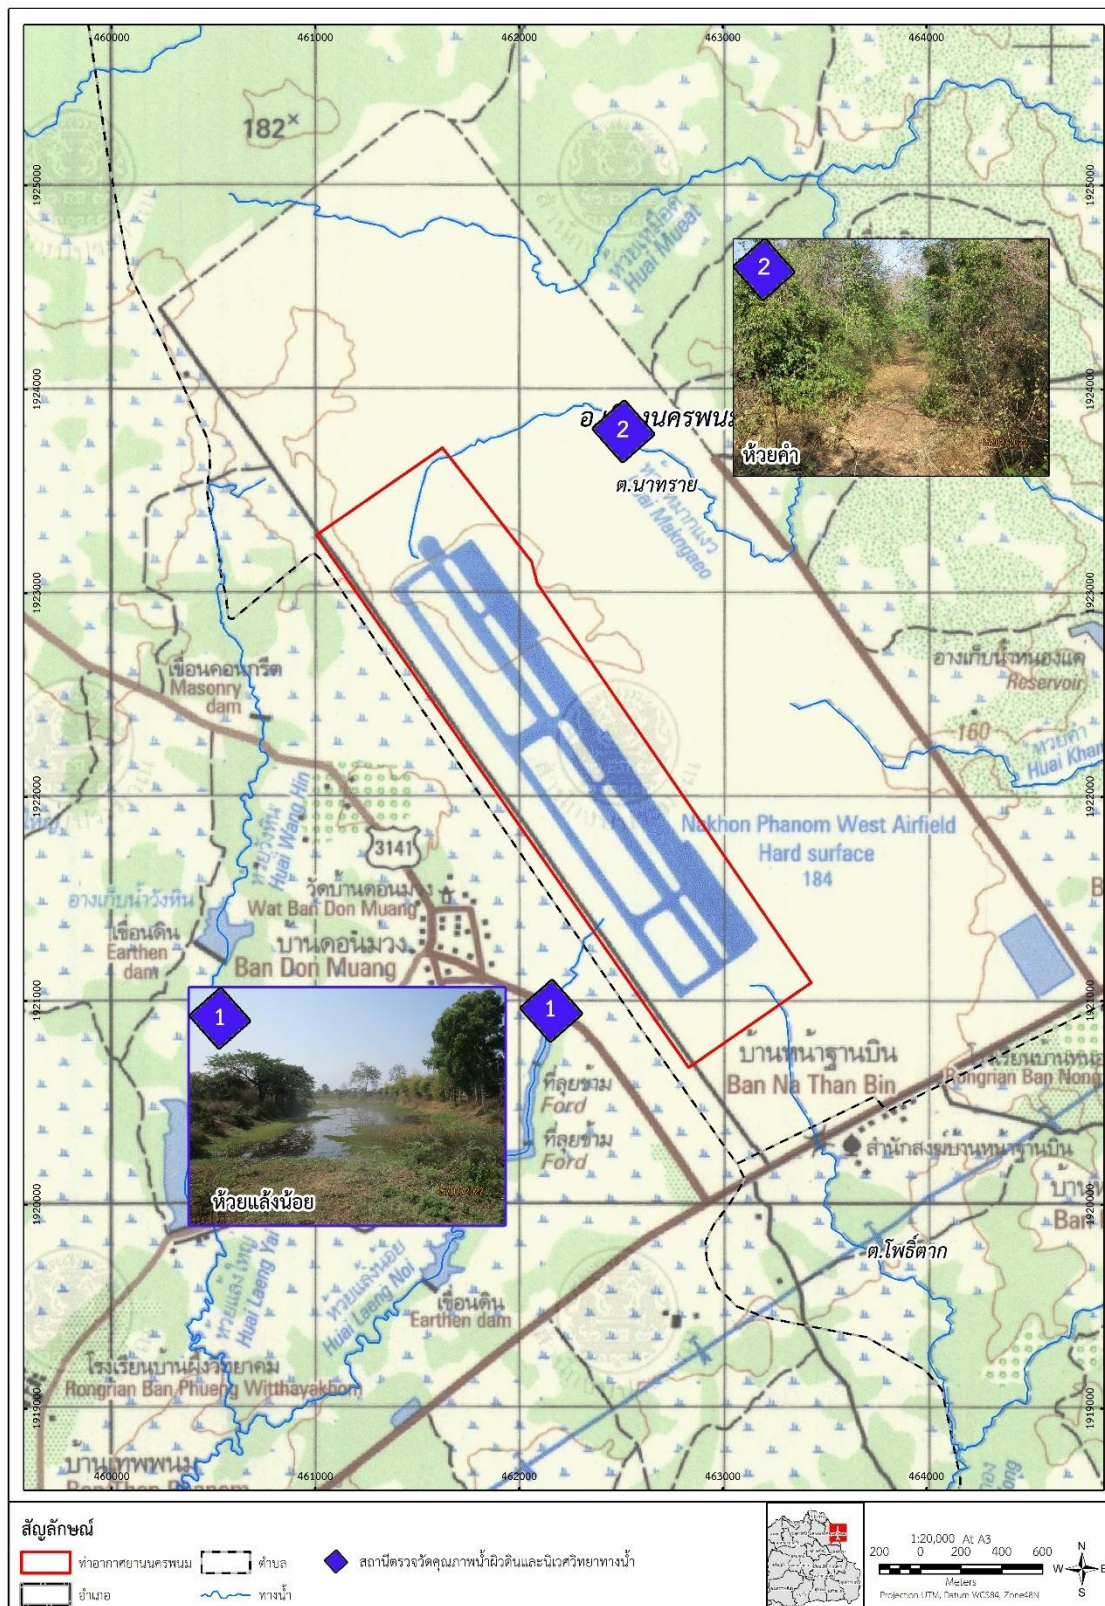 460000
461000
462000
463000
464000
182×
1925000
1925000
ห้วยเหมือด
Huai Mueat
2
ห้วยคำ
1924000
1924000
2
ต.นาทราย
Huai Makngaeo
1923000
1923000
เขื่อนคอนกรีต
Masonry
dam
อางเก็บน้ำหนองแด
Reservoir
160
ห้วยคำ
Huai Kham
1922000
1922000
ห้วยวังหิน
Huai Wang Hin
3141
Nakhon Phanom West Airfield
Hard surface
184
อ่างเก็บน้ำวังหิน
เขื่อนดิน
Earthen
dam
วัดบ้านดอนม่วง
Wat Ban Don Muang
บ้านดอนม่วง
Ban Don Muang
1921000
1921000
1
1
ห้วยแล้งน้อย
ที่ลุยข้าม
Ford
ที่ลุยข้าม
Ford
บ้านหน้าฐานบิน
Ban Na Than Bin
Rongrian Ban Nong
สำนักสงฆ์บ้านหน้าฐานบิน
1920000
1920000
ต.โพธิ์ตาก
ห้วยแล้งใหญ่
Huai Laeng Yai
ห้วยแล้งน้อย
Huai Laeng Noi
เขื่อนดิน
Earthen dam
โรงเรียนบ้านผึ้งวิทยาคม
Rongrian Ban Phueng Witthayakhom
1919000
1919000
บ้านเทพพนม
460000
461000
462000
463000
464000
สัญลักษณ์
ท่าอากาศยานนครพนม
ตำบล
สถานีตรวจวัดคุณภาพน้ำผิวดินและนิเวศวิทยาทางน้ำ
อำเภอ
ทางน้ำ
1:20,000 At A3
200 0 200 400 600
Meters
Projection UTM, Datum WGS84, Zone48N
N
W E
S